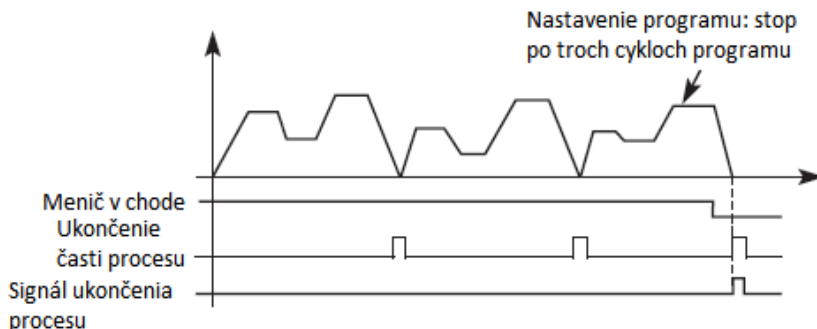 Nastavenie programu: stop
po troch cykloch programu
Menič v chode
Ukončenie
časti procesu
Signál ukončenia
procesu